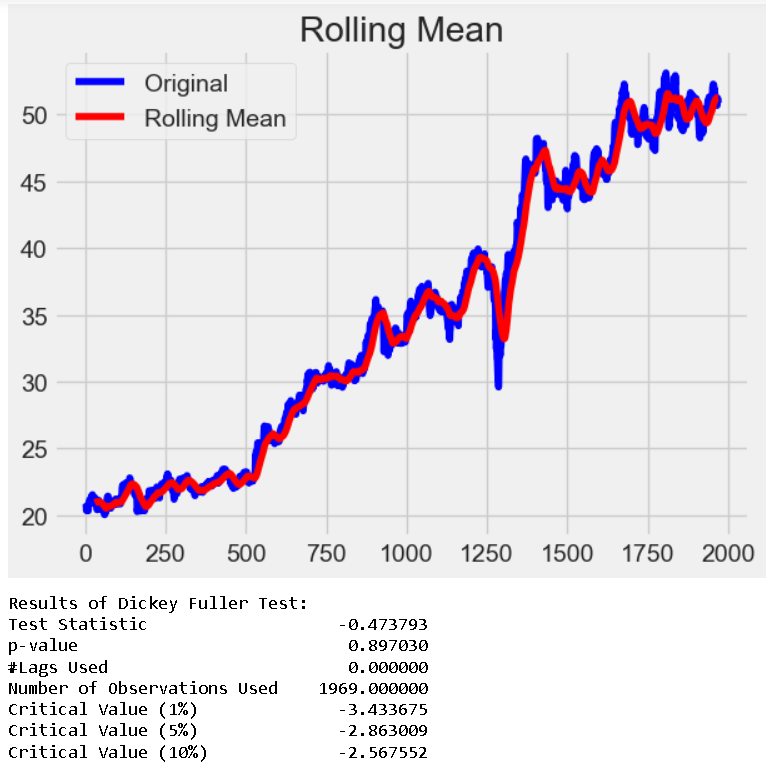 Rolling Mean
Original
Rolling Mean
50
45
40
35
30
25
20
0 250 500 750 1000 1250 1500 1750 2000
Results of Dickey Fuller Test:
Test Statistic -0.473793
p-value 0.897030
#Lags Used 0.000000
Number of Observations Used 1969.000000
Critical Value (1%) -3.433675
Critical Value (5%) -2.863009
Critical Value (10%) -2.567552